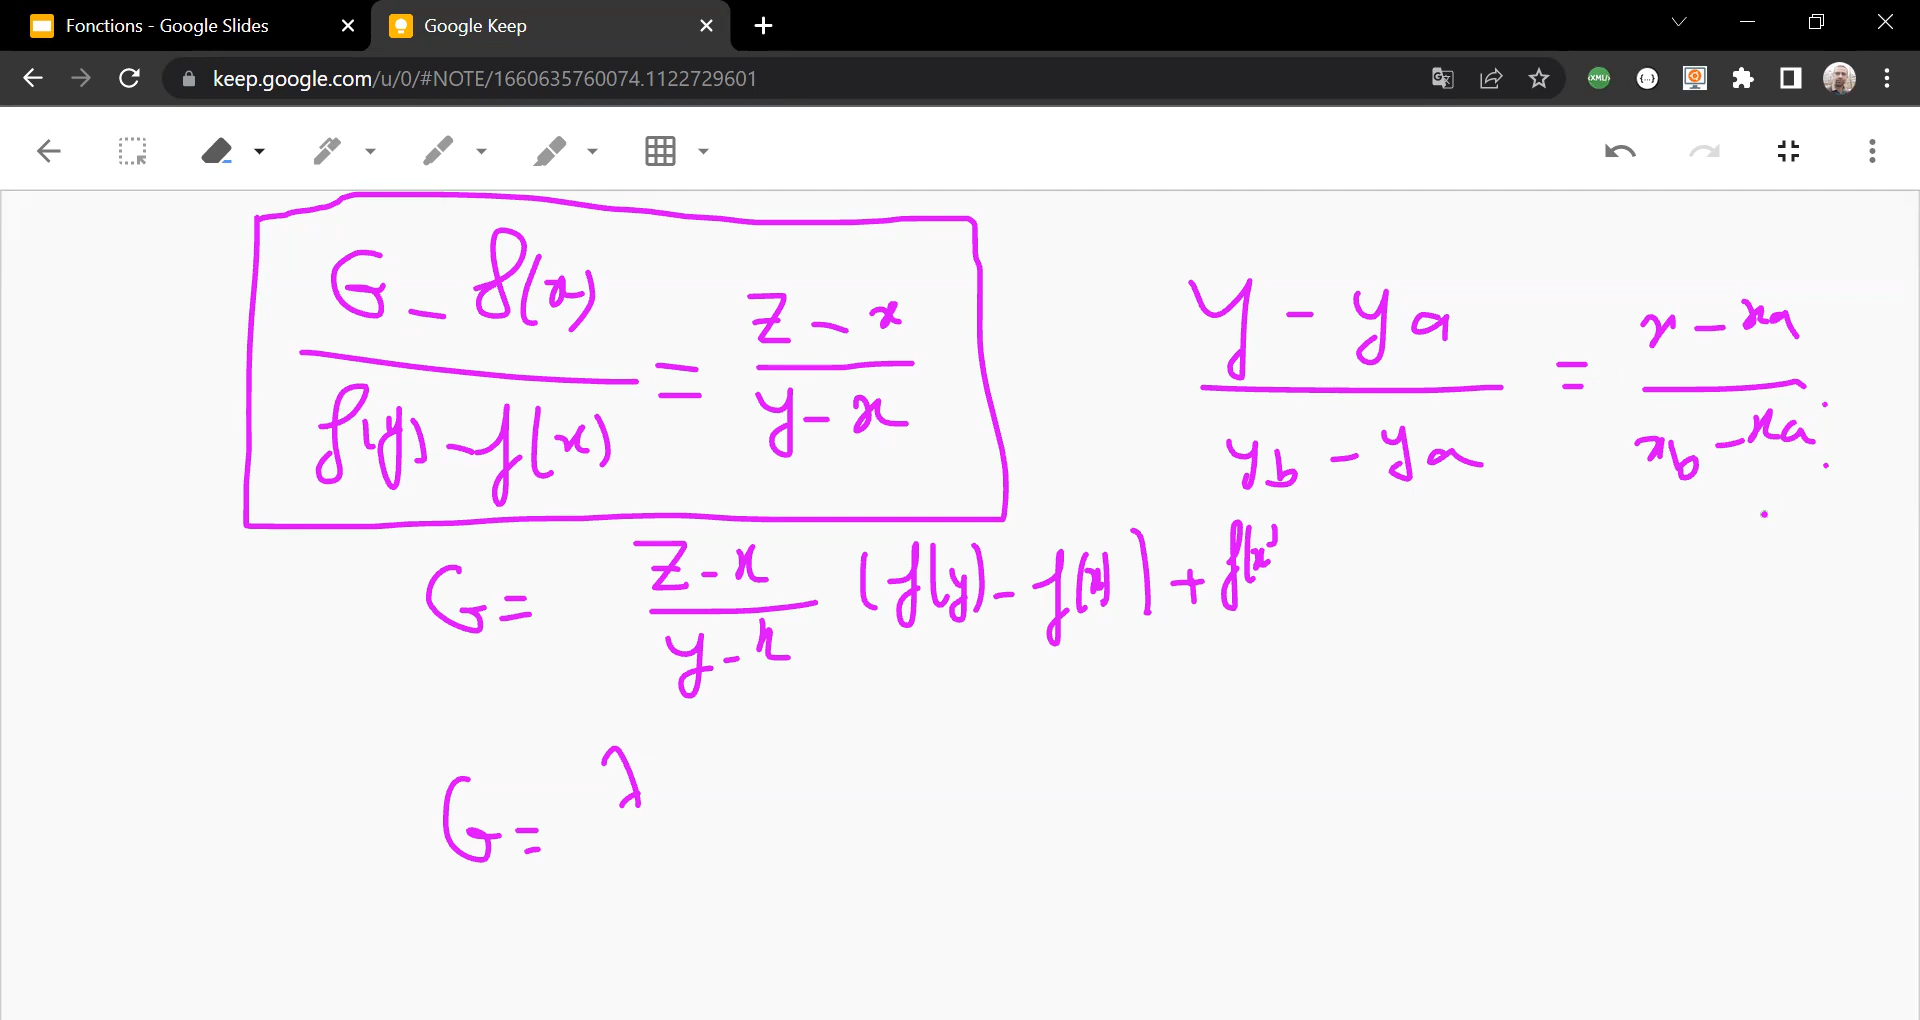 Fonctions - Google Slides
Google Keep
keep.google.com/u/0/#NOTE/1660635760074.1122729601
G - f(x)
f(y) - f(x)
=
z - x
y - x
y - ya
yb - ya
=
x - xa
xb - xa
G = z - x / y - x (f(y) - f(x)) + f(x)
G = λ